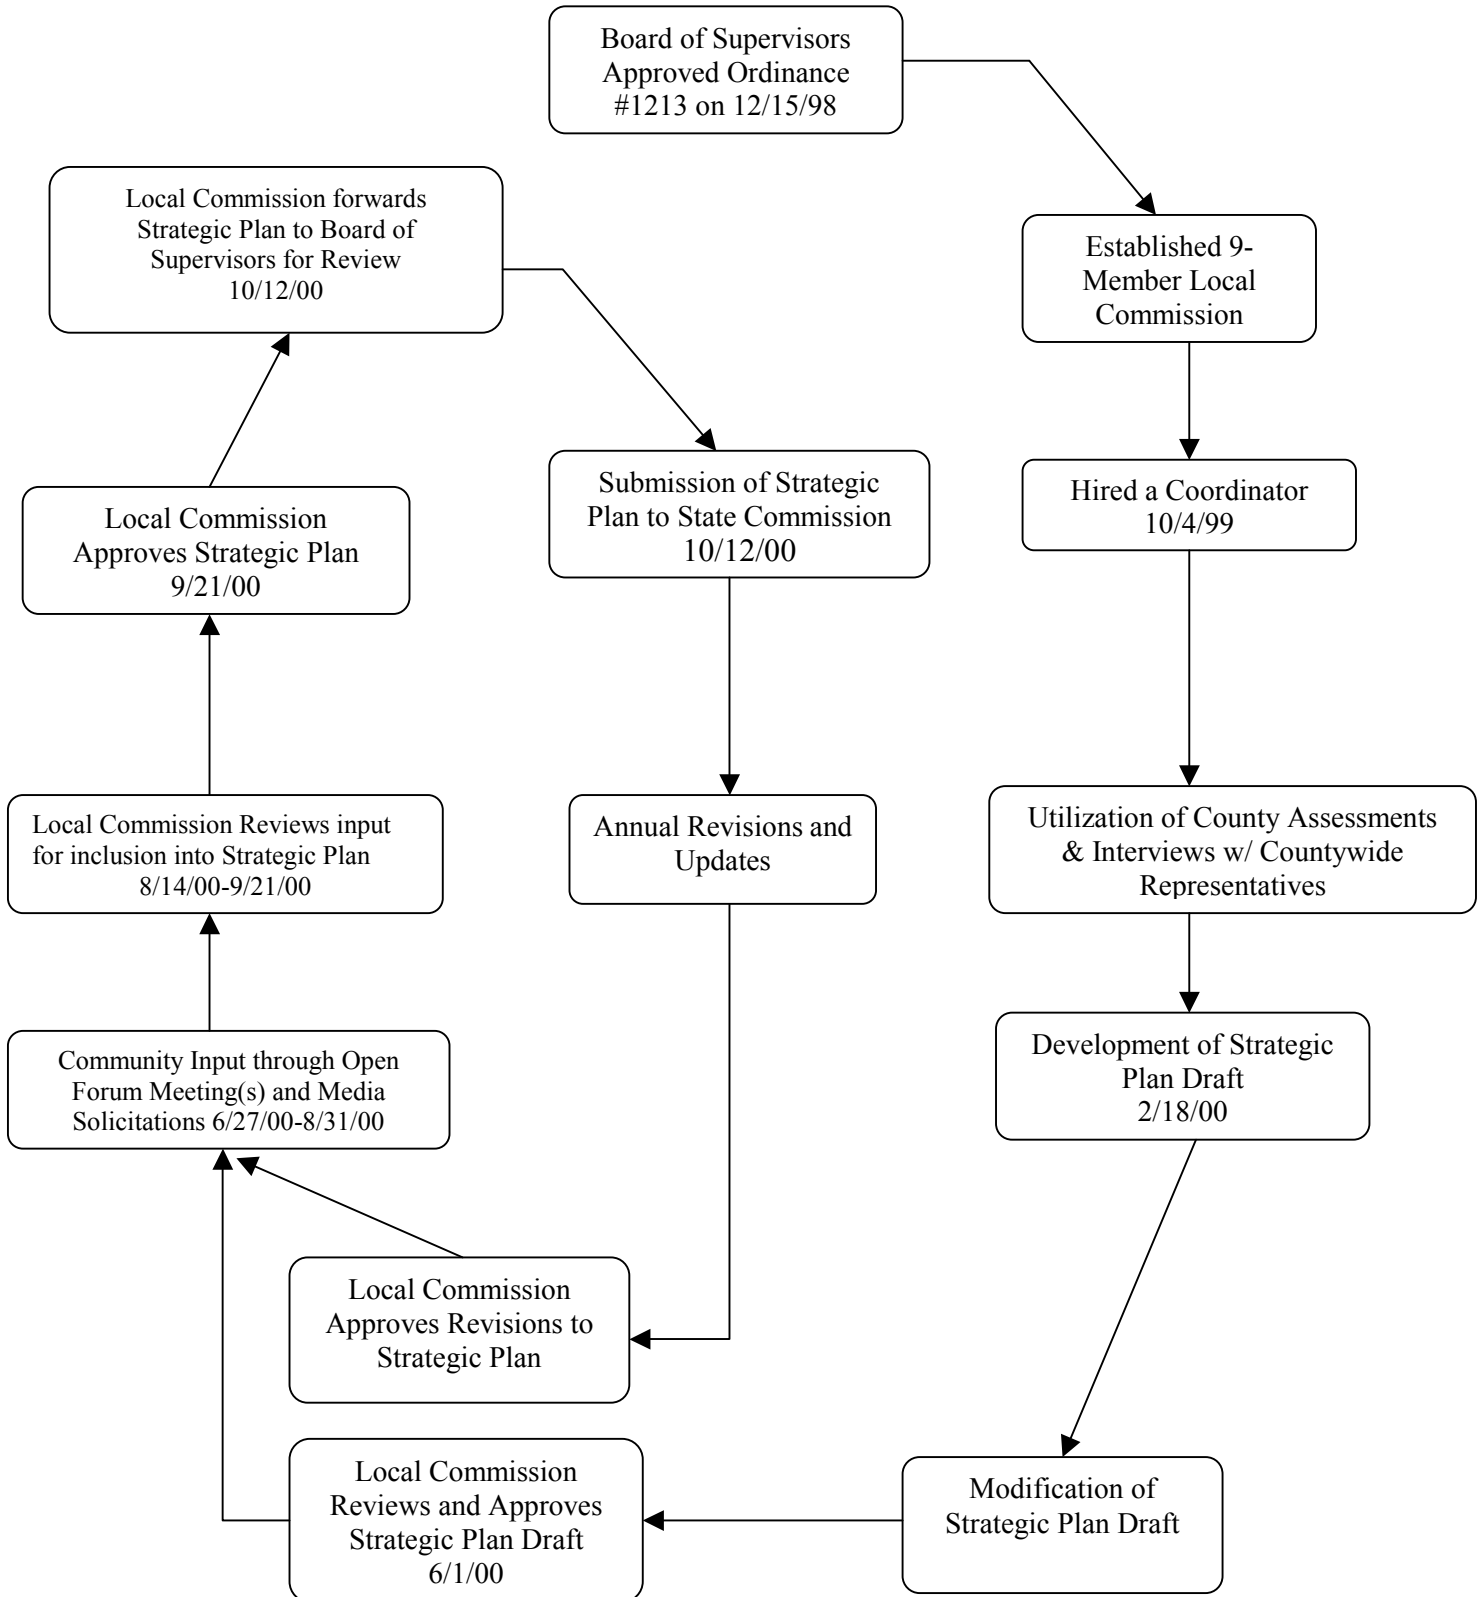 Board of Supervisors
Approved Ordinance
#1213 on 12/15/98
Local Commission forwards
Strategic Plan to Board of
Supervisors for Review
10/12/00
Established 9-
Member Local
Commission
Submission of Strategic
Plan to State Commission
10/12/00
Hired a Coordinator
10/4/99
Local Commission
Approves Strategic Plan
9/21/00
Local Commission Reviews input
for inclusion into Strategic Plan
8/14/00-9/21/00
Annual Revisions and
Updates
Utilization of County Assessments
& Interviews w/ Countywide
Representatives
Community Input through Open
Forum Meeting(s) and Media
Solicitations 6/27/00-8/31/00
Development of Strategic
Plan Draft
2/18/00
Local Commission
Approves Revisions to
Strategic Plan
Local Commission
Reviews and Approves
Strategic Plan Draft
6/1/00
Modification of
Strategic Plan Draft